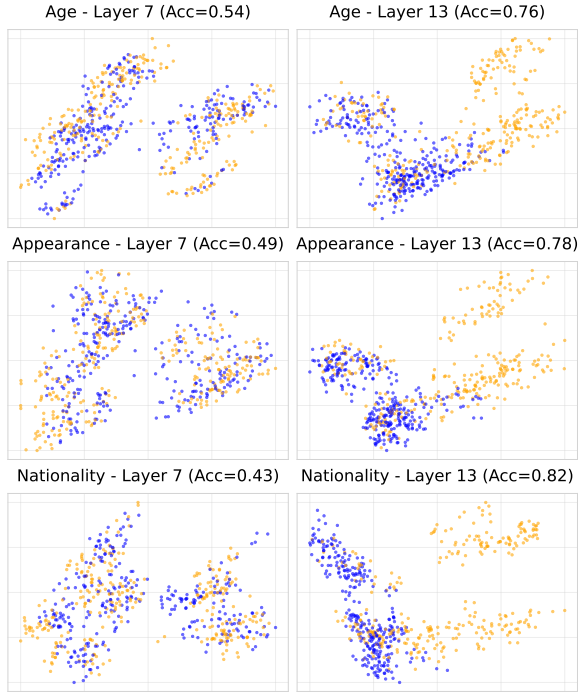 Age - Layer 7 (Acc=0.54)
Age - Layer 13 (Acc=0.76)
Appearance - Layer 7 (Acc=0.49)
Appearance - Layer 13 (Acc=0.78)
Nationality - Layer 7 (Acc=0.43)
Nationality - Layer 13 (Acc=0.82)